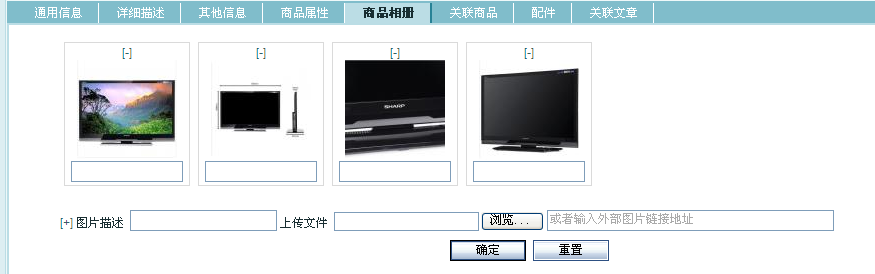 通用信息 详细描述 其他信息 商品属性 商品相册 关联商品 配件 关联文章
[-] [-] [-] [-]
SHARP
[+] 图片描述 上传文件 浏览... 或者输入外部图片链接地址
确定 重置